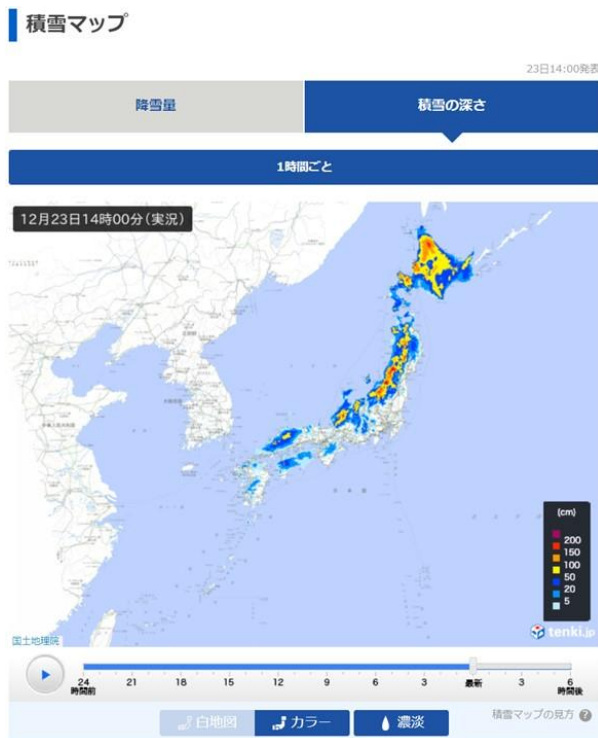 積雪マップ
23日14:00発表
降雪量
積雪の深さ
1時間ごと
12月23日14時00分(実況)
(cm)
200
150
100
50
20
5
tenki.jp
国土地理院
24 21 18 15 12 9 6 3 最新 3 6
時間前 時間後
白地図 カラー 濃淡
積雪マップの見方 ?